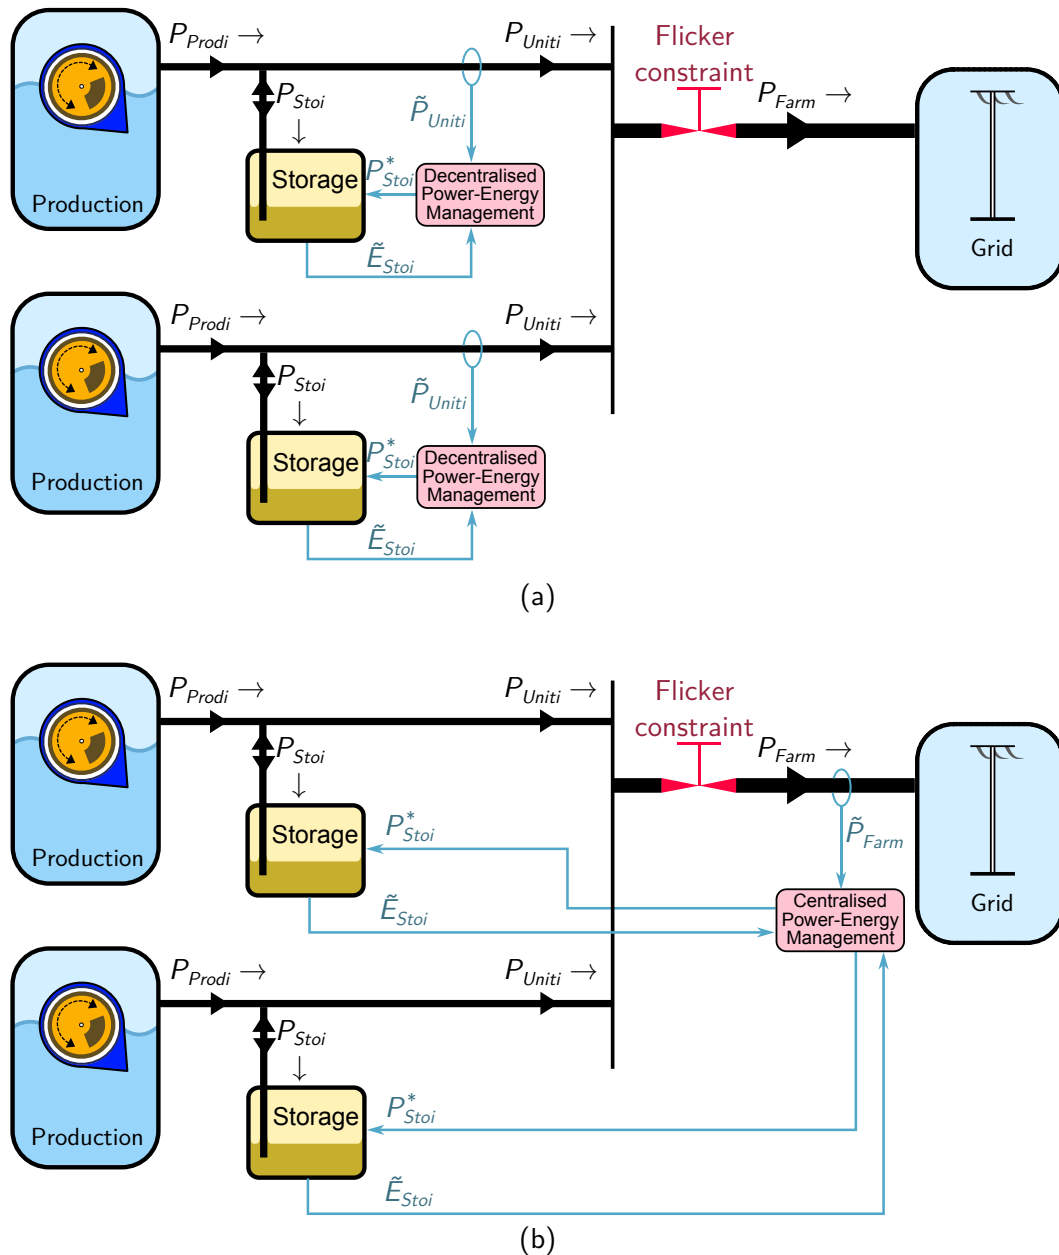 P_Prodi → P_Uniti → Flicker
constraint
P_Stoi ↓ P̃_Uniti P_Farm →
Storage P*_Stoi Decentralised
Power-Energy
Management
Production
Ẽ_Stoi Grid
P_Prodi → P_Uniti →
P_Stoi ↓ P̃_Uniti
Storage P*_Stoi Decentralised
Power-Energy
Management
Production
Ẽ_Stoi
(a)
P_Prodi → P_Uniti → Flicker
constraint
P_Stoi ↓ P_Farm →
Storage P*_Stoi P̃_Farm
Production
Ẽ_Stoi Centralised
Power-Energy
Management
Grid
P_Prodi → P_Uniti →
P_Stoi ↓
Storage P*_Stoi
Production
Ẽ_Stoi
(b)